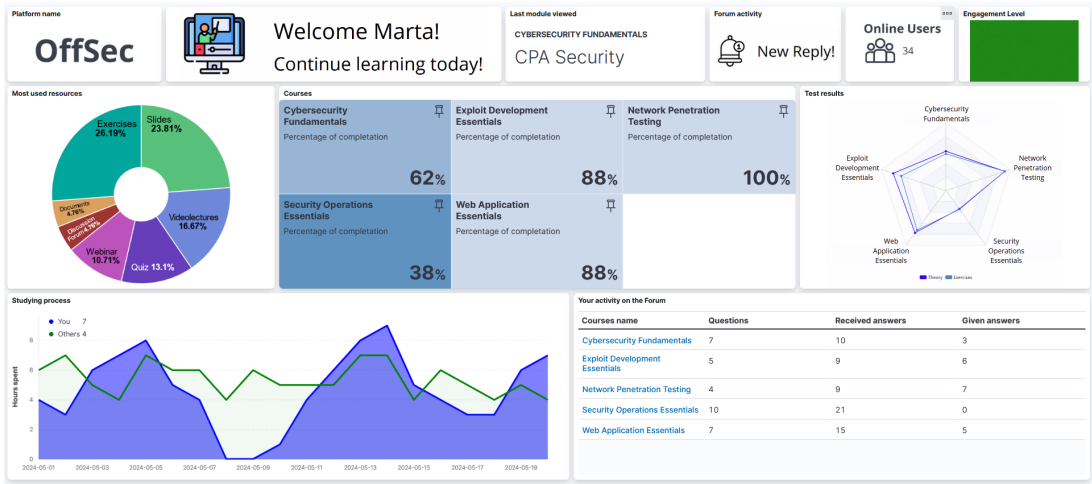 Platform name
OffSec
Welcome Marta!
Continue learning today!
Last module viewed
CYBERSECURITY FUNDAMENTALS
CPA Security
Forum activity
1
New Reply!
Online Users
34
Engagement Level
Most used resources
Exercises
26.19%
Slides
23.81%
Videolectures
16.67%
Quiz 13.1%
Webinar
10.71%
Discussion
Forum 4.76%
Documents
4.76%
Courses
Cybersecurity
Fundamentals
Percentage of completion
62%
Exploit Development
Essentials
Percentage of completion
88%
Network Penetration
Testing
Percentage of completion
100%
Security Operations
Essentials
Percentage of completion
38%
Web Application
Essentials
Percentage of completion
88%
Test results
Cybersecurity
Fundamentals
Network
Penetration
Testing
Security
Operations
Essentials
Web
Application
Essentials
Exploit
Development
Essentials
Theory Exercises
Studying process
You 7
Others 4
Hours spent
8
6
4
2
0
2024-05-01 2024-05-03 2024-05-05 2024-05-07 2024-05-09 2024-05-11 2024-05-13 2024-05-15 2024-05-17 2024-05-19
Your activity on the Forum
Courses name Questions Received answers Given answers
Cybersecurity Fundamentals 7 10 3
Exploit Development
Essentials 5 9 6
Network Penetration Testing 4 9 7
Security Operations Essentials 10 21 0
Web Application Essentials 7 15 5